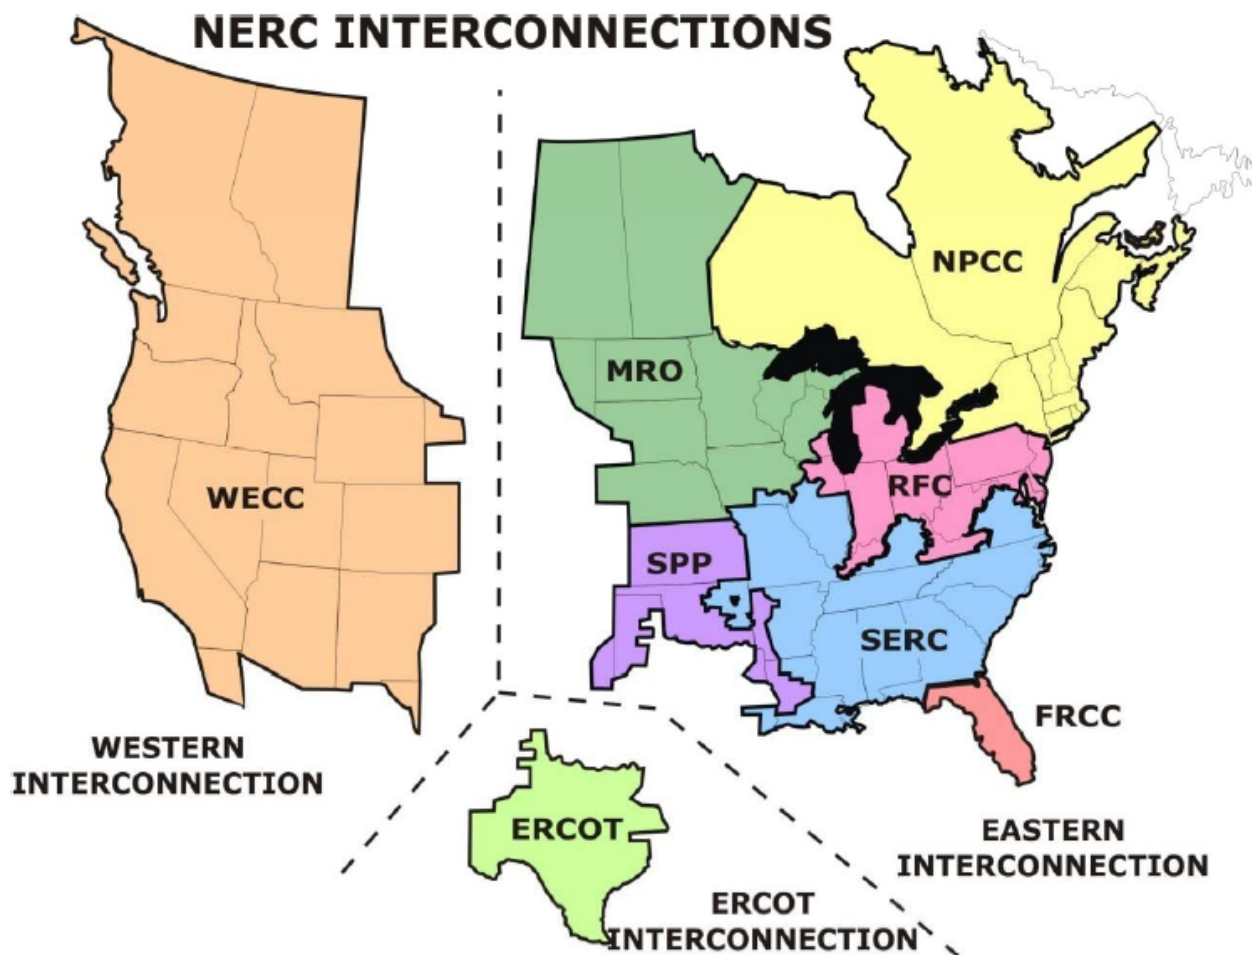 NERC INTERCONNECTIONS
NPCC
MRO
RFC
WECC
SPP
SERC
FRCC
WESTERN
INTERCONNECTION
ERCOT
EASTERN
INTERCONNECTION
ERCOT
INTERCONNECTION